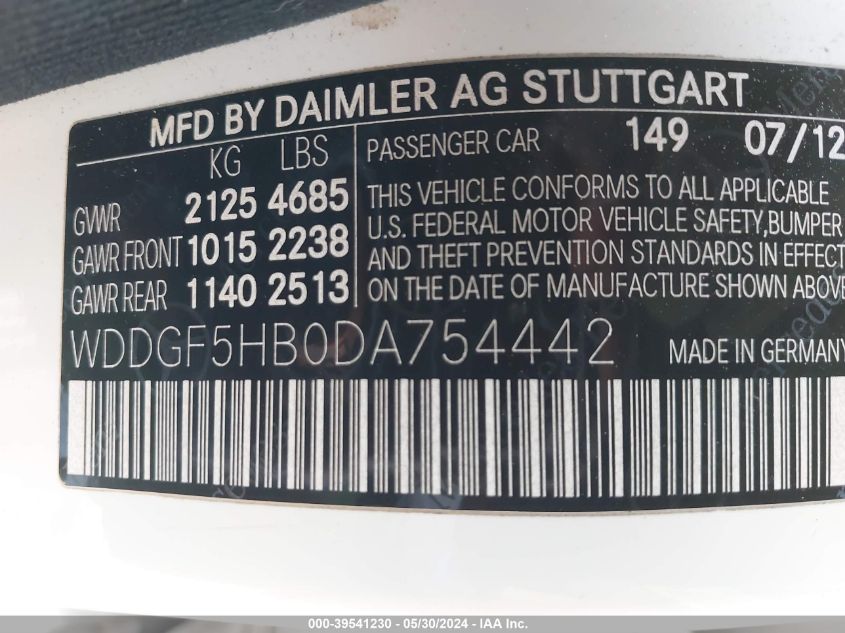 MFD BY DAIMLER AG STUTTGART
KG LBS
GVWR 2125 4685
GAWR FRONT 1015 2238
GAWR REAR 1140 2513
PASSENGER CAR 149 07/12
THIS VEHICLE CONFORMS TO ALL APPLICABLE
U.S. FEDERAL MOTOR VEHICLE SAFETY, BUMPER
AND THEFT PREVENTION STANDARDS IN EFFECT
ON THE DATE OF MANUFACTURE SHOWN ABOVE
WDDGF5HB0DA754442
MADE IN GERMANY
000-39541230 - 05/30/2024 - IAA Inc.